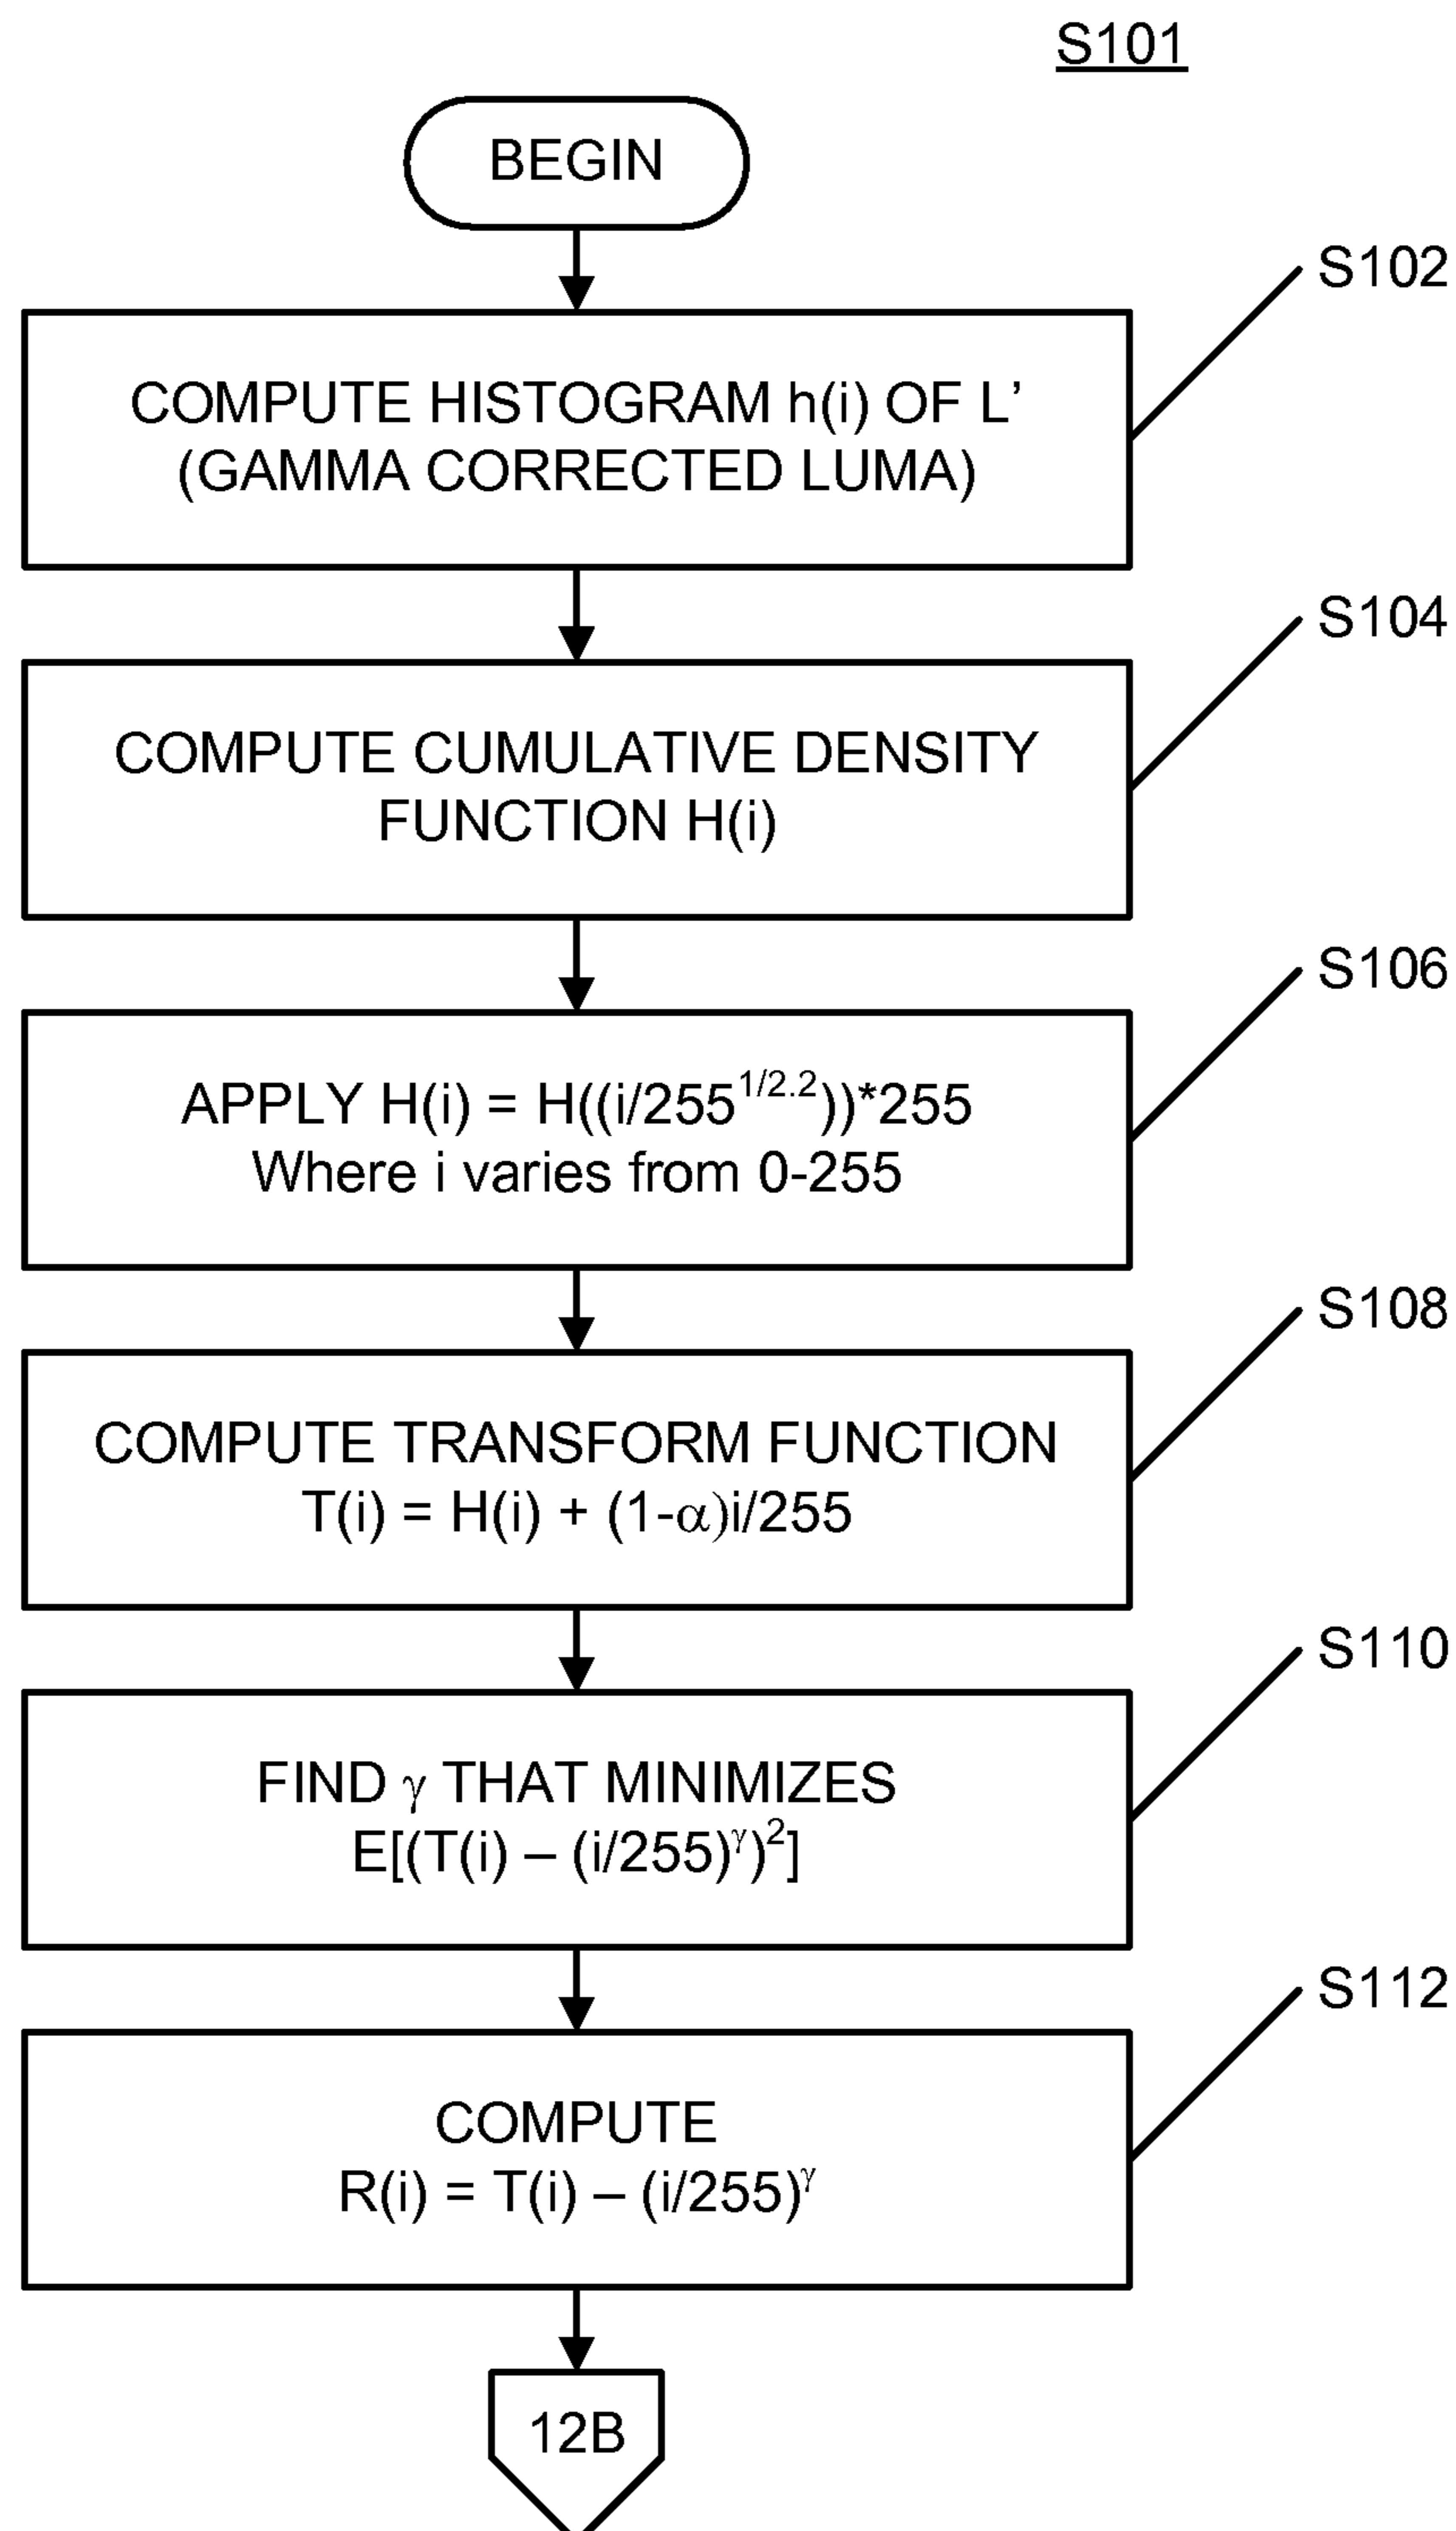 S101
BEGIN
S102
COMPUTE HISTOGRAM h(i) OF L’
(GAMMA CORRECTED LUMA)
S104
COMPUTE CUMULATIVE DENSITY
FUNCTION H(i)
S106
APPLY H(i) = H((i/255^1/2.2))*255
Where i varies from 0-255
S108
COMPUTE TRANSFORM FUNCTION
T(i) = H(i) + (1-α)i/255
S110
FIND γ THAT MINIMIZES
E[(T(i) – (i/255)^γ)^2]
S112
COMPUTE
R(i) = T(i) – (i/255)^γ
12B